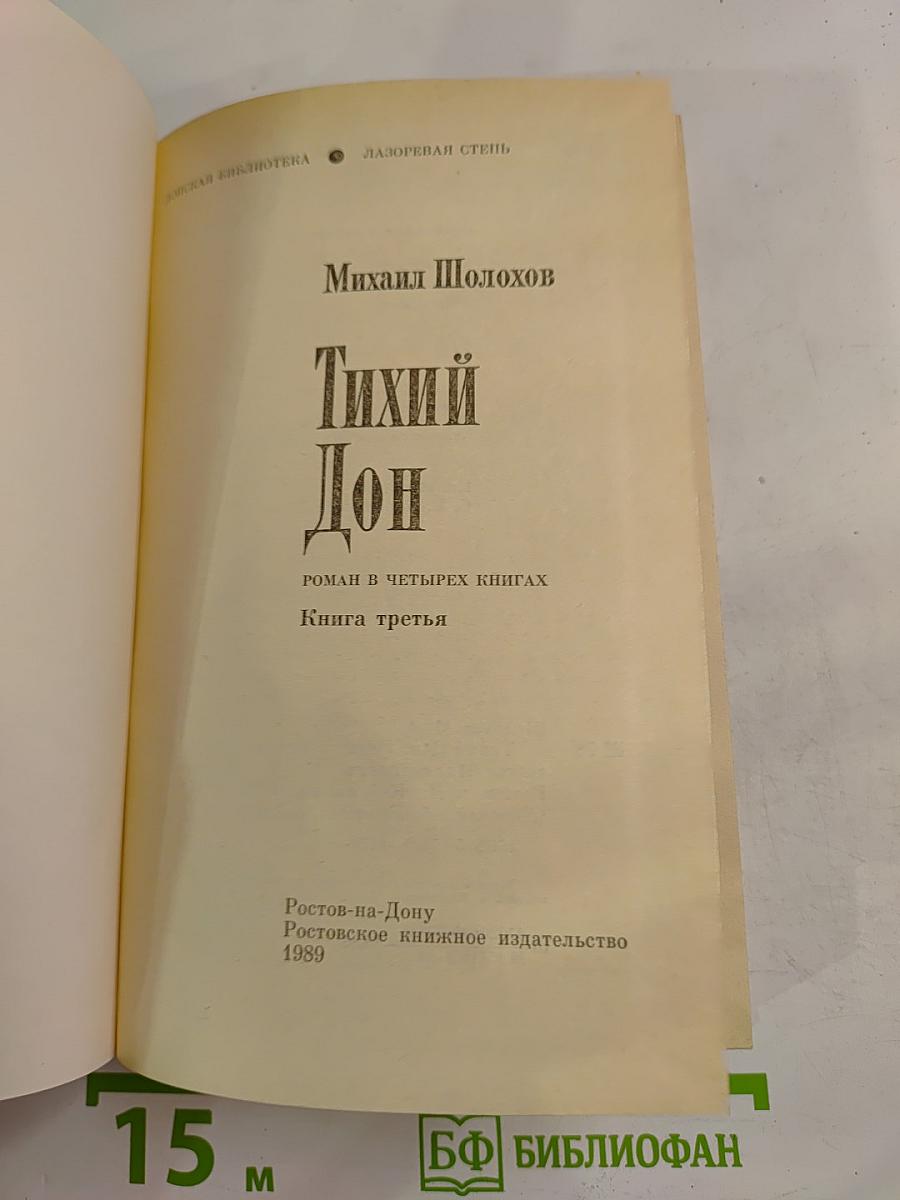 ДОНСКАЯ БИБЛИОТЕКА ЛАЗОРЕВАЯ СТЕПЬ
Михаил Шолохов
Тихий
Дон
РОМАН В ЧЕТЫРЕХ КНИГАХ
Книга третья
Ростов-на-Дону
Ростовское книжное издательство
1989
15 м
БФ БИБЛИОФАН